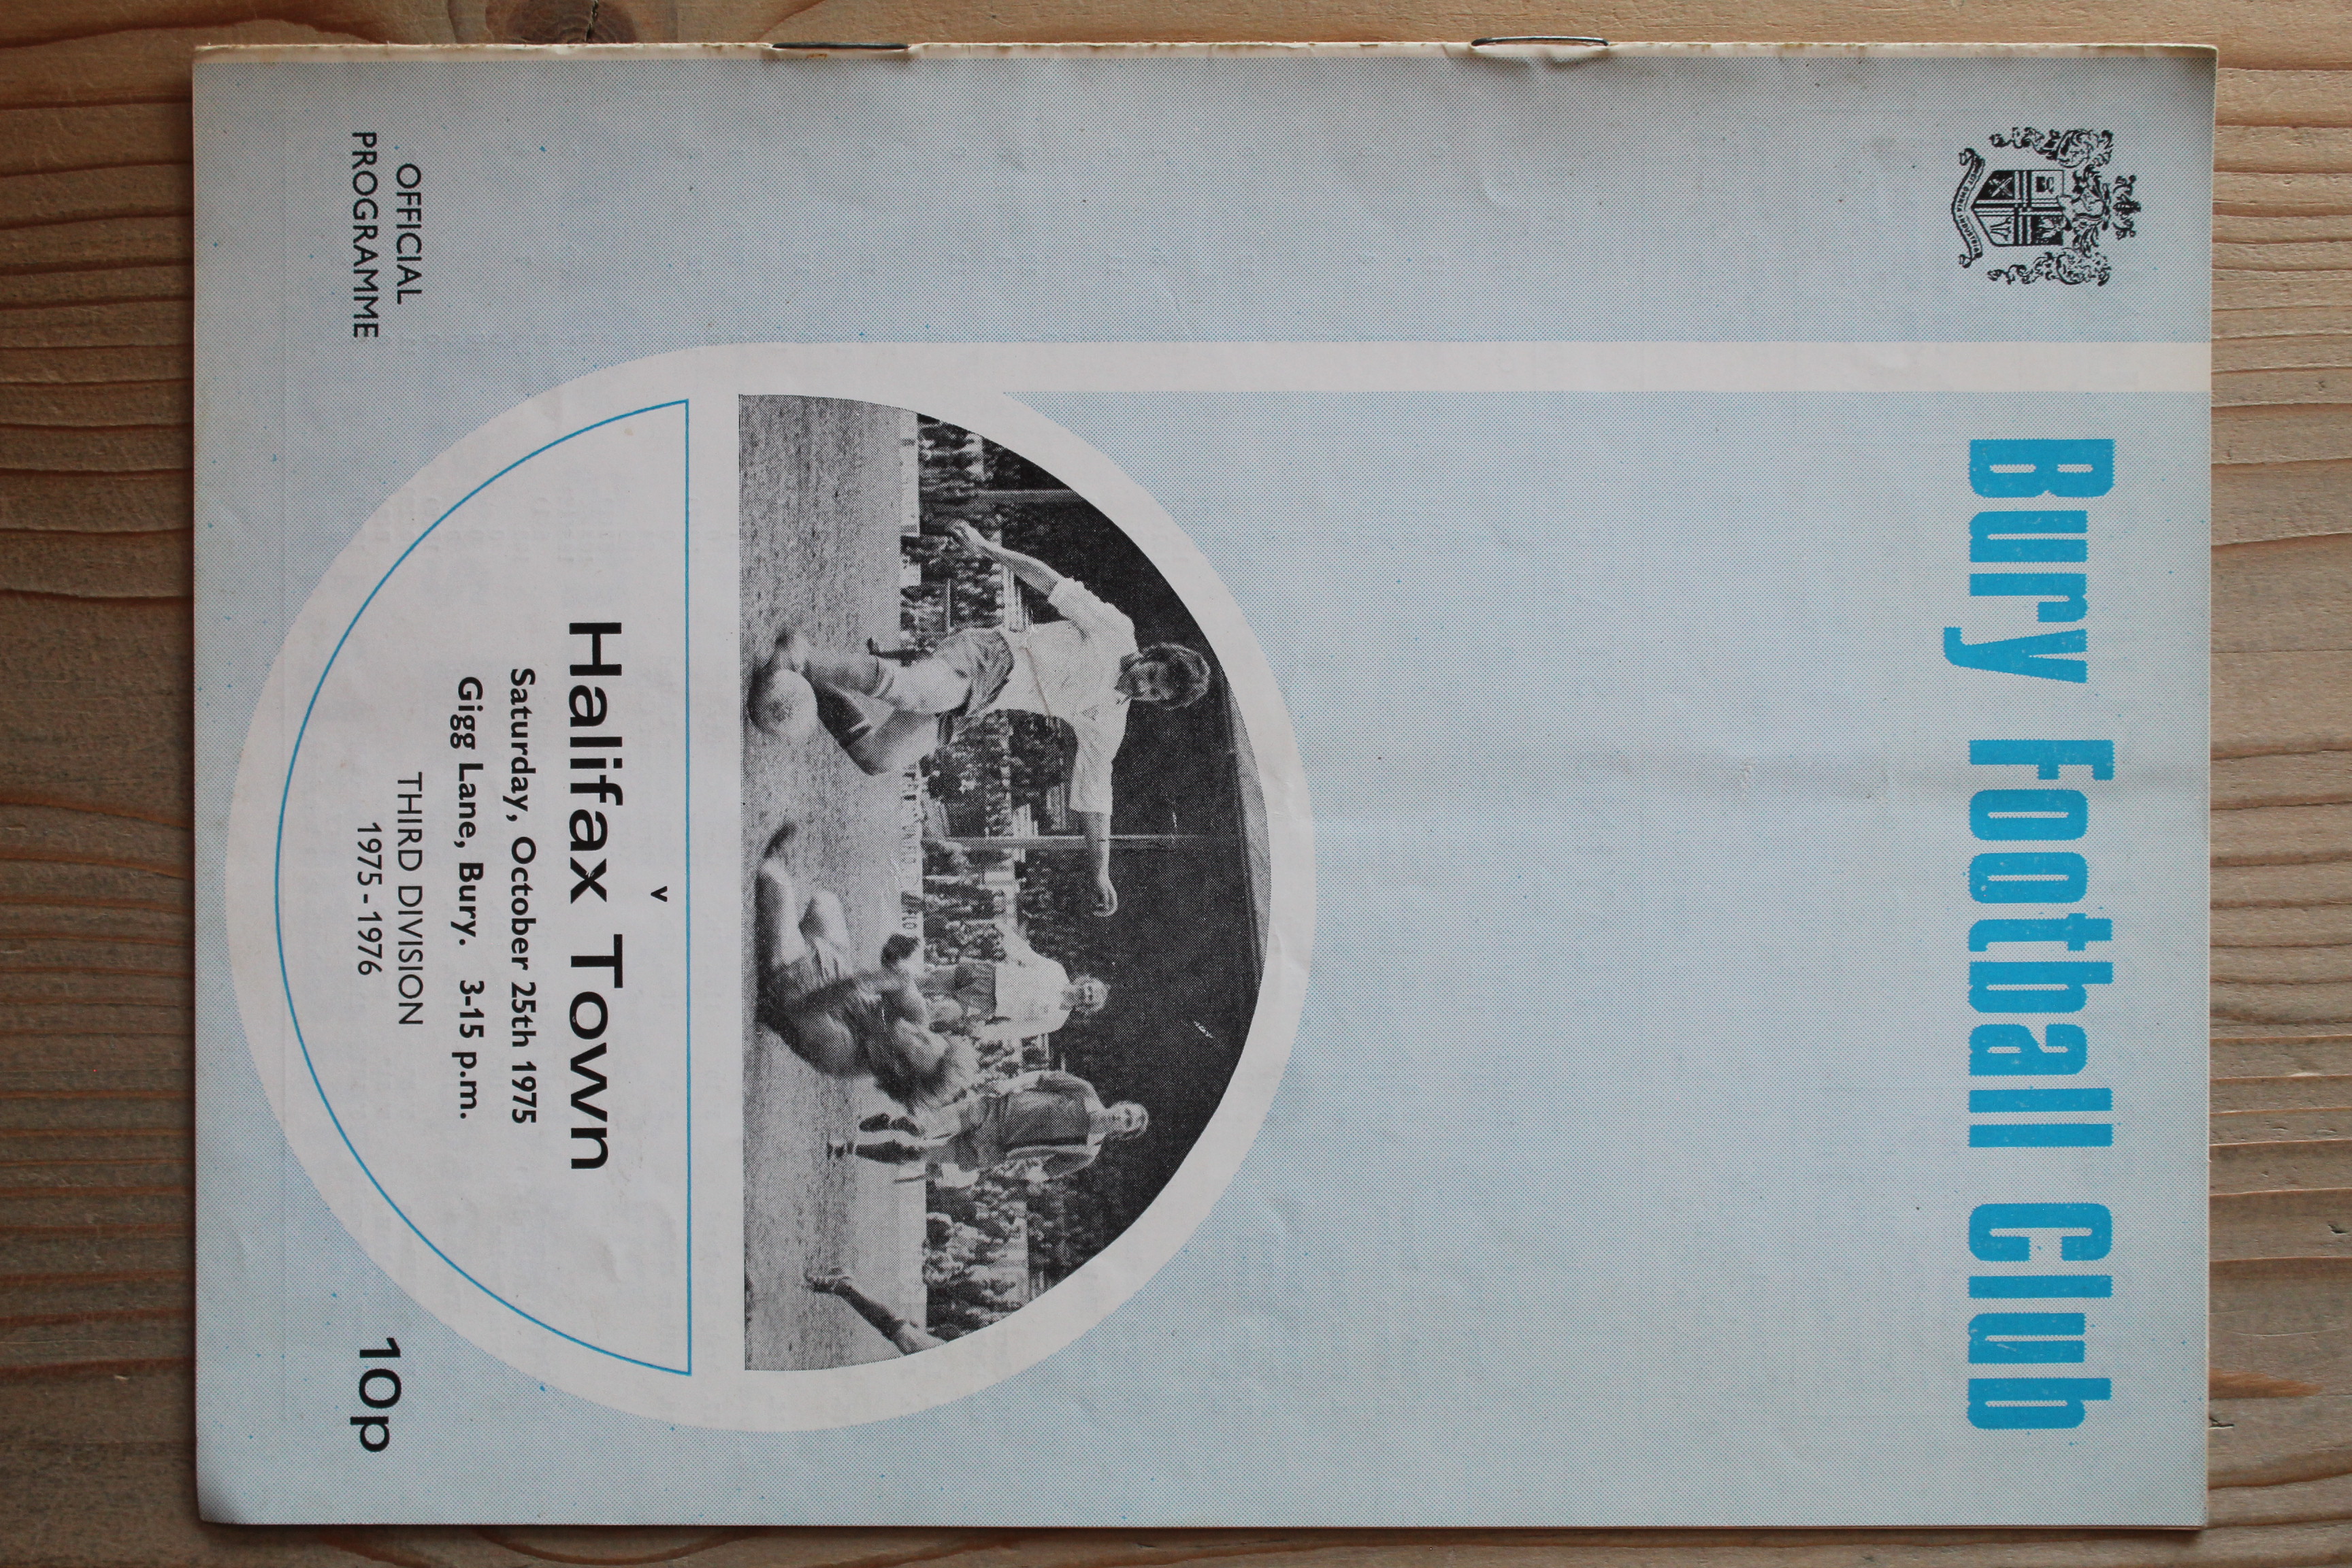 Bury Football Club
v
Halifax Town
Saturday, October 25th 1975
Gigg Lane, Bury. 3-15 p.m.
THIRD DIVISION
1975-1976
OFFICIAL
PROGRAMME
10p